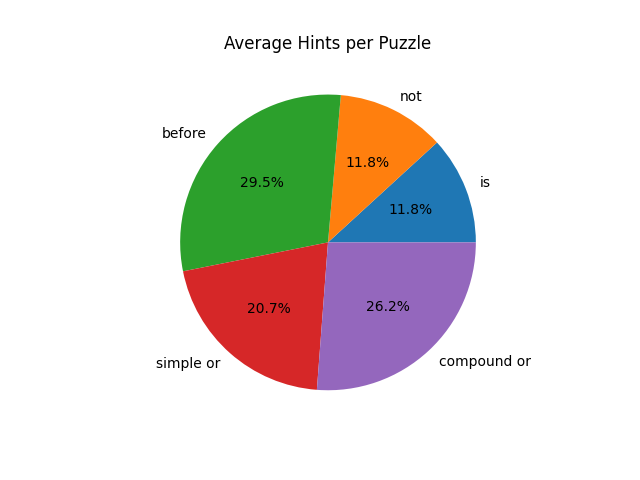 Average Hints per Puzzle
not
before
11.8%
is
29.5%
11.8%
20.7%
26.2%
simple or
compound or